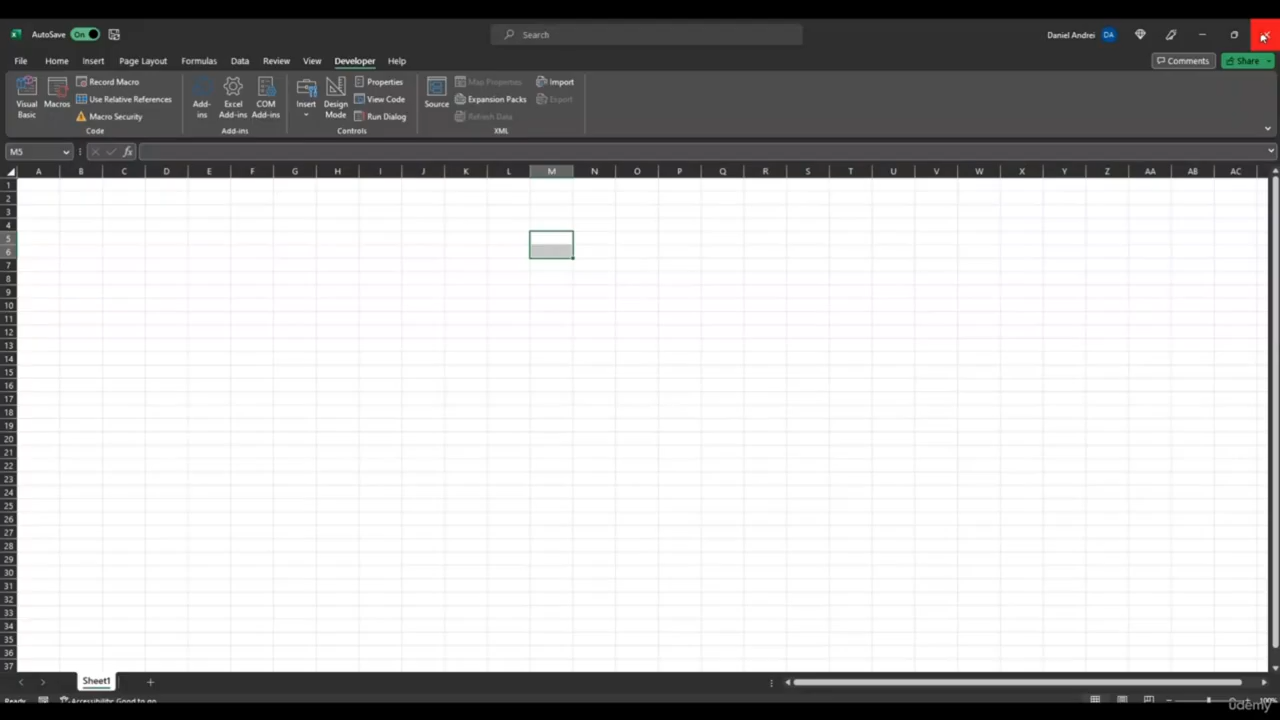 AutoSave On Search Daniel Andrei DA
File Home Insert Page Layout Formulas Data Review View Developer Help Comments Share
Visual Basic
Macros
Record Macro
Use Relative References
Macro Security
Code
Add-ins
Excel Add-ins
COM Add-ins
Add-ins
Insert
Design Mode
Properties
View Code
Run Dialog
Controls
Source
Map Properties
Expansion Packs
Refresh Data
Import
Export
XML
M5 fx
A B C D E F G H I J K L M N O P Q R S T U V W X Y Z AA AB AC
1
2
3
4
5
6
7
8
9
10
11
12
13
14
15
16
17
18
19
20
21
22
23
24
25
26
27
28
29
30
31
32
33
34
35
36
37
Sheet1
Ready Accessibility: Good to go 100%
udemy